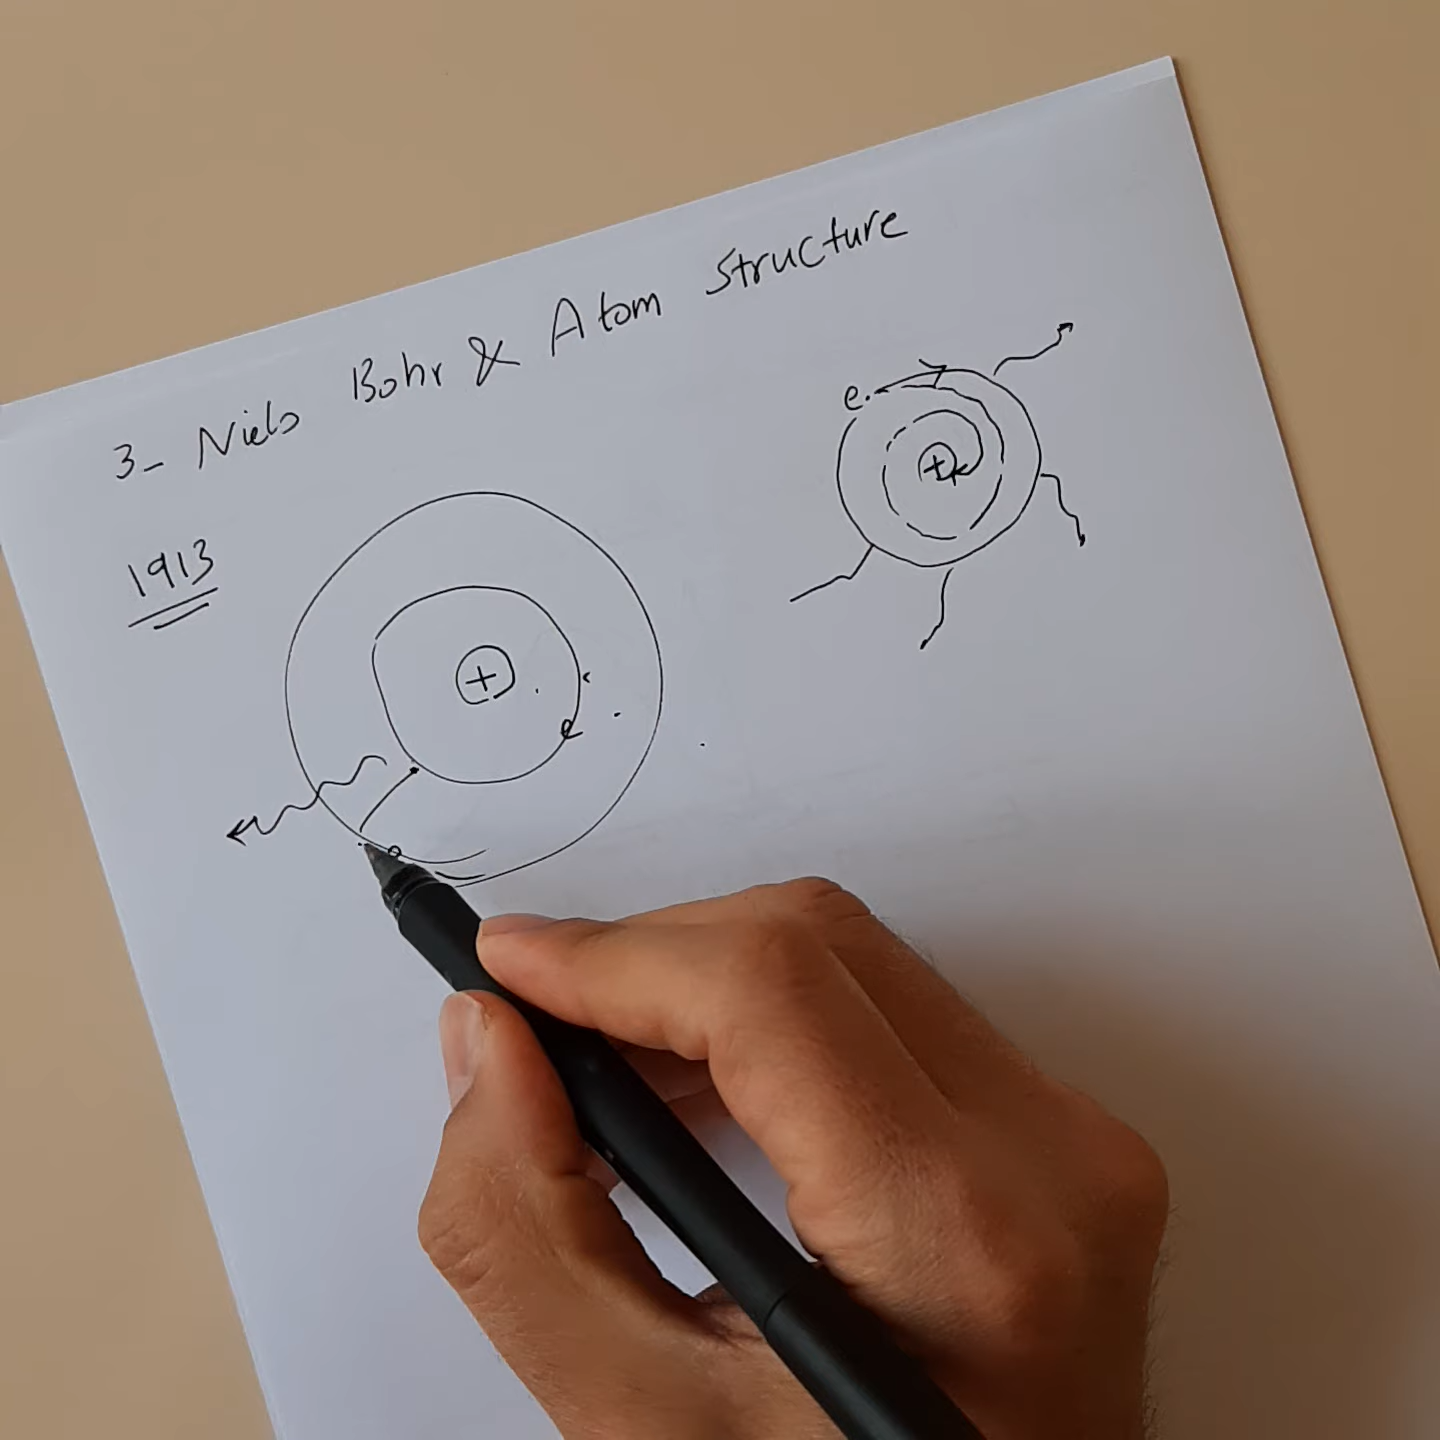 3- Niels Bohr & Atom Structure
1913
e.
+
+
e